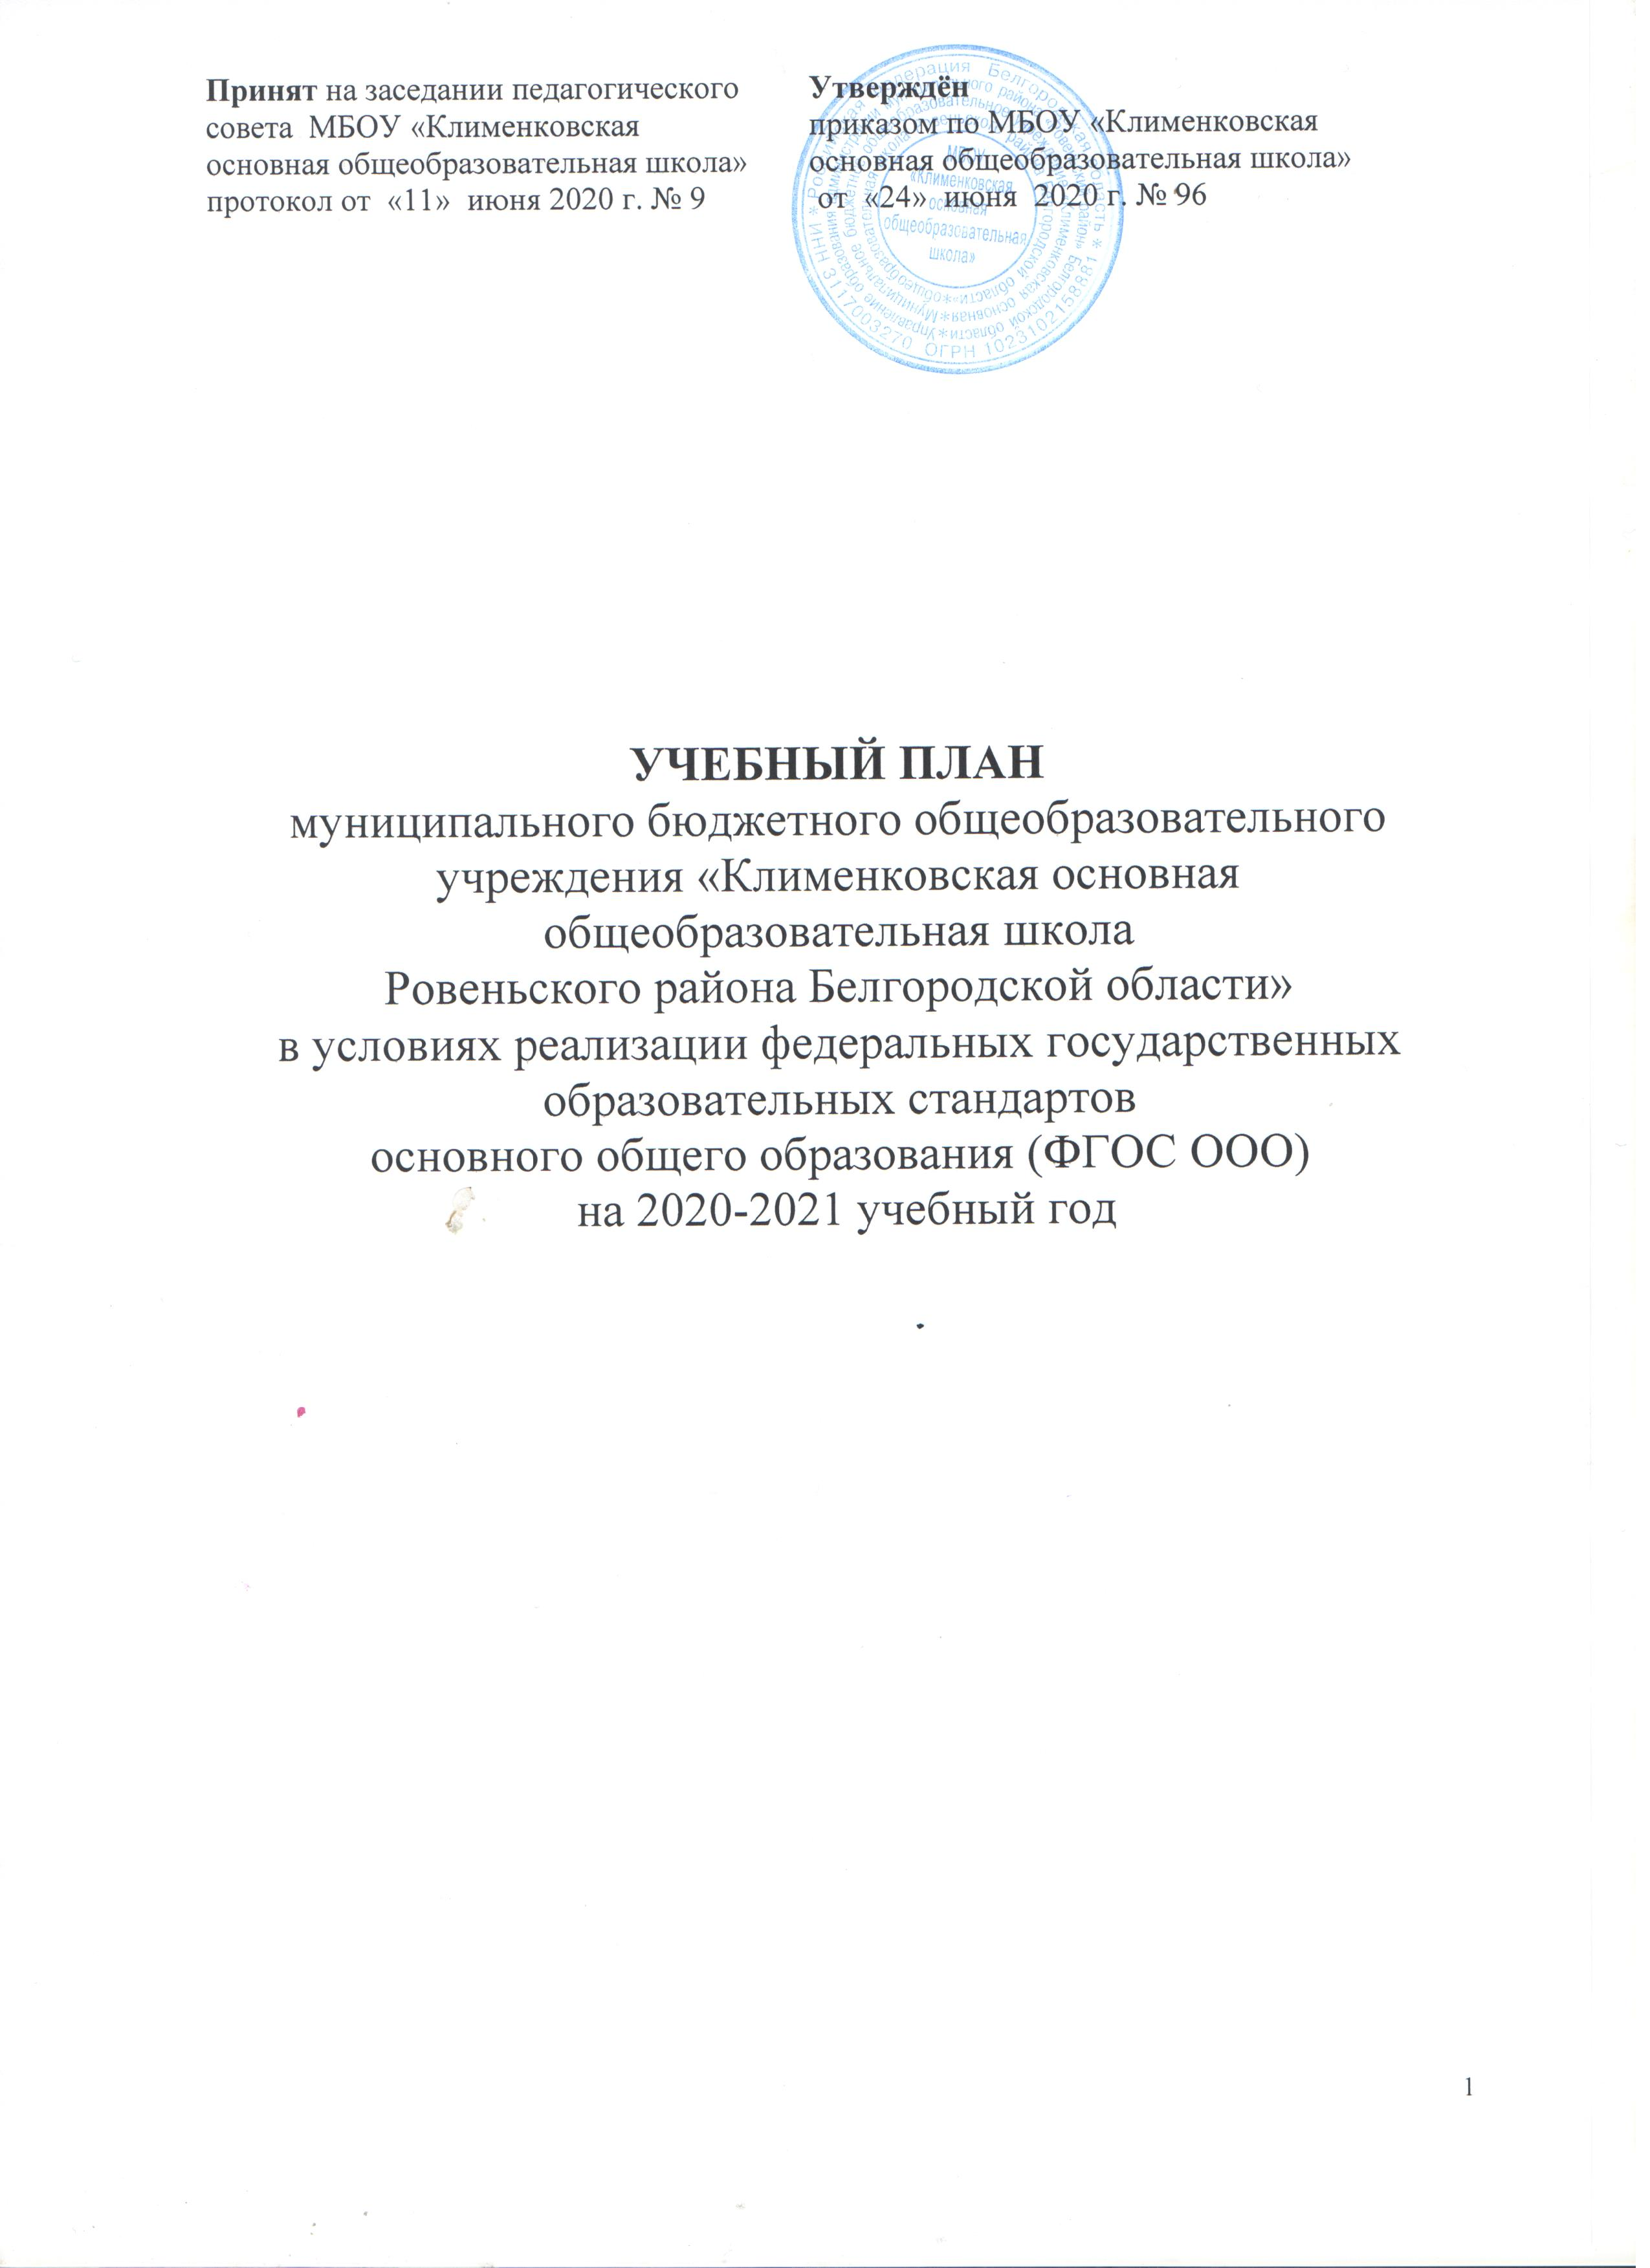 Принят на заседании педагогического
совета МБОУ «Клименковская
основная общеобразовательная школа»
протокол от «11» июня 2020 г. № 9
Утверждён
приказом по МБОУ «Клименковская
основная общеобразовательная школа»
от «24» июня 2020 г. № 96
МБОУ
«Клименковская
основная
общеобразовательная
школа»
ИНН 3117003270 ОГРН 1023102158881
УЧЕБНЫЙ ПЛАН
муниципального бюджетного общеобразовательного
учреждения «Клименковская основная
общеобразовательная школа
Ровеньского района Белгородской области»
в условиях реализации федеральных государственных
образовательных стандартов
основного общего образования (ФГОС ООО)
на 2020-2021 учебный год
1